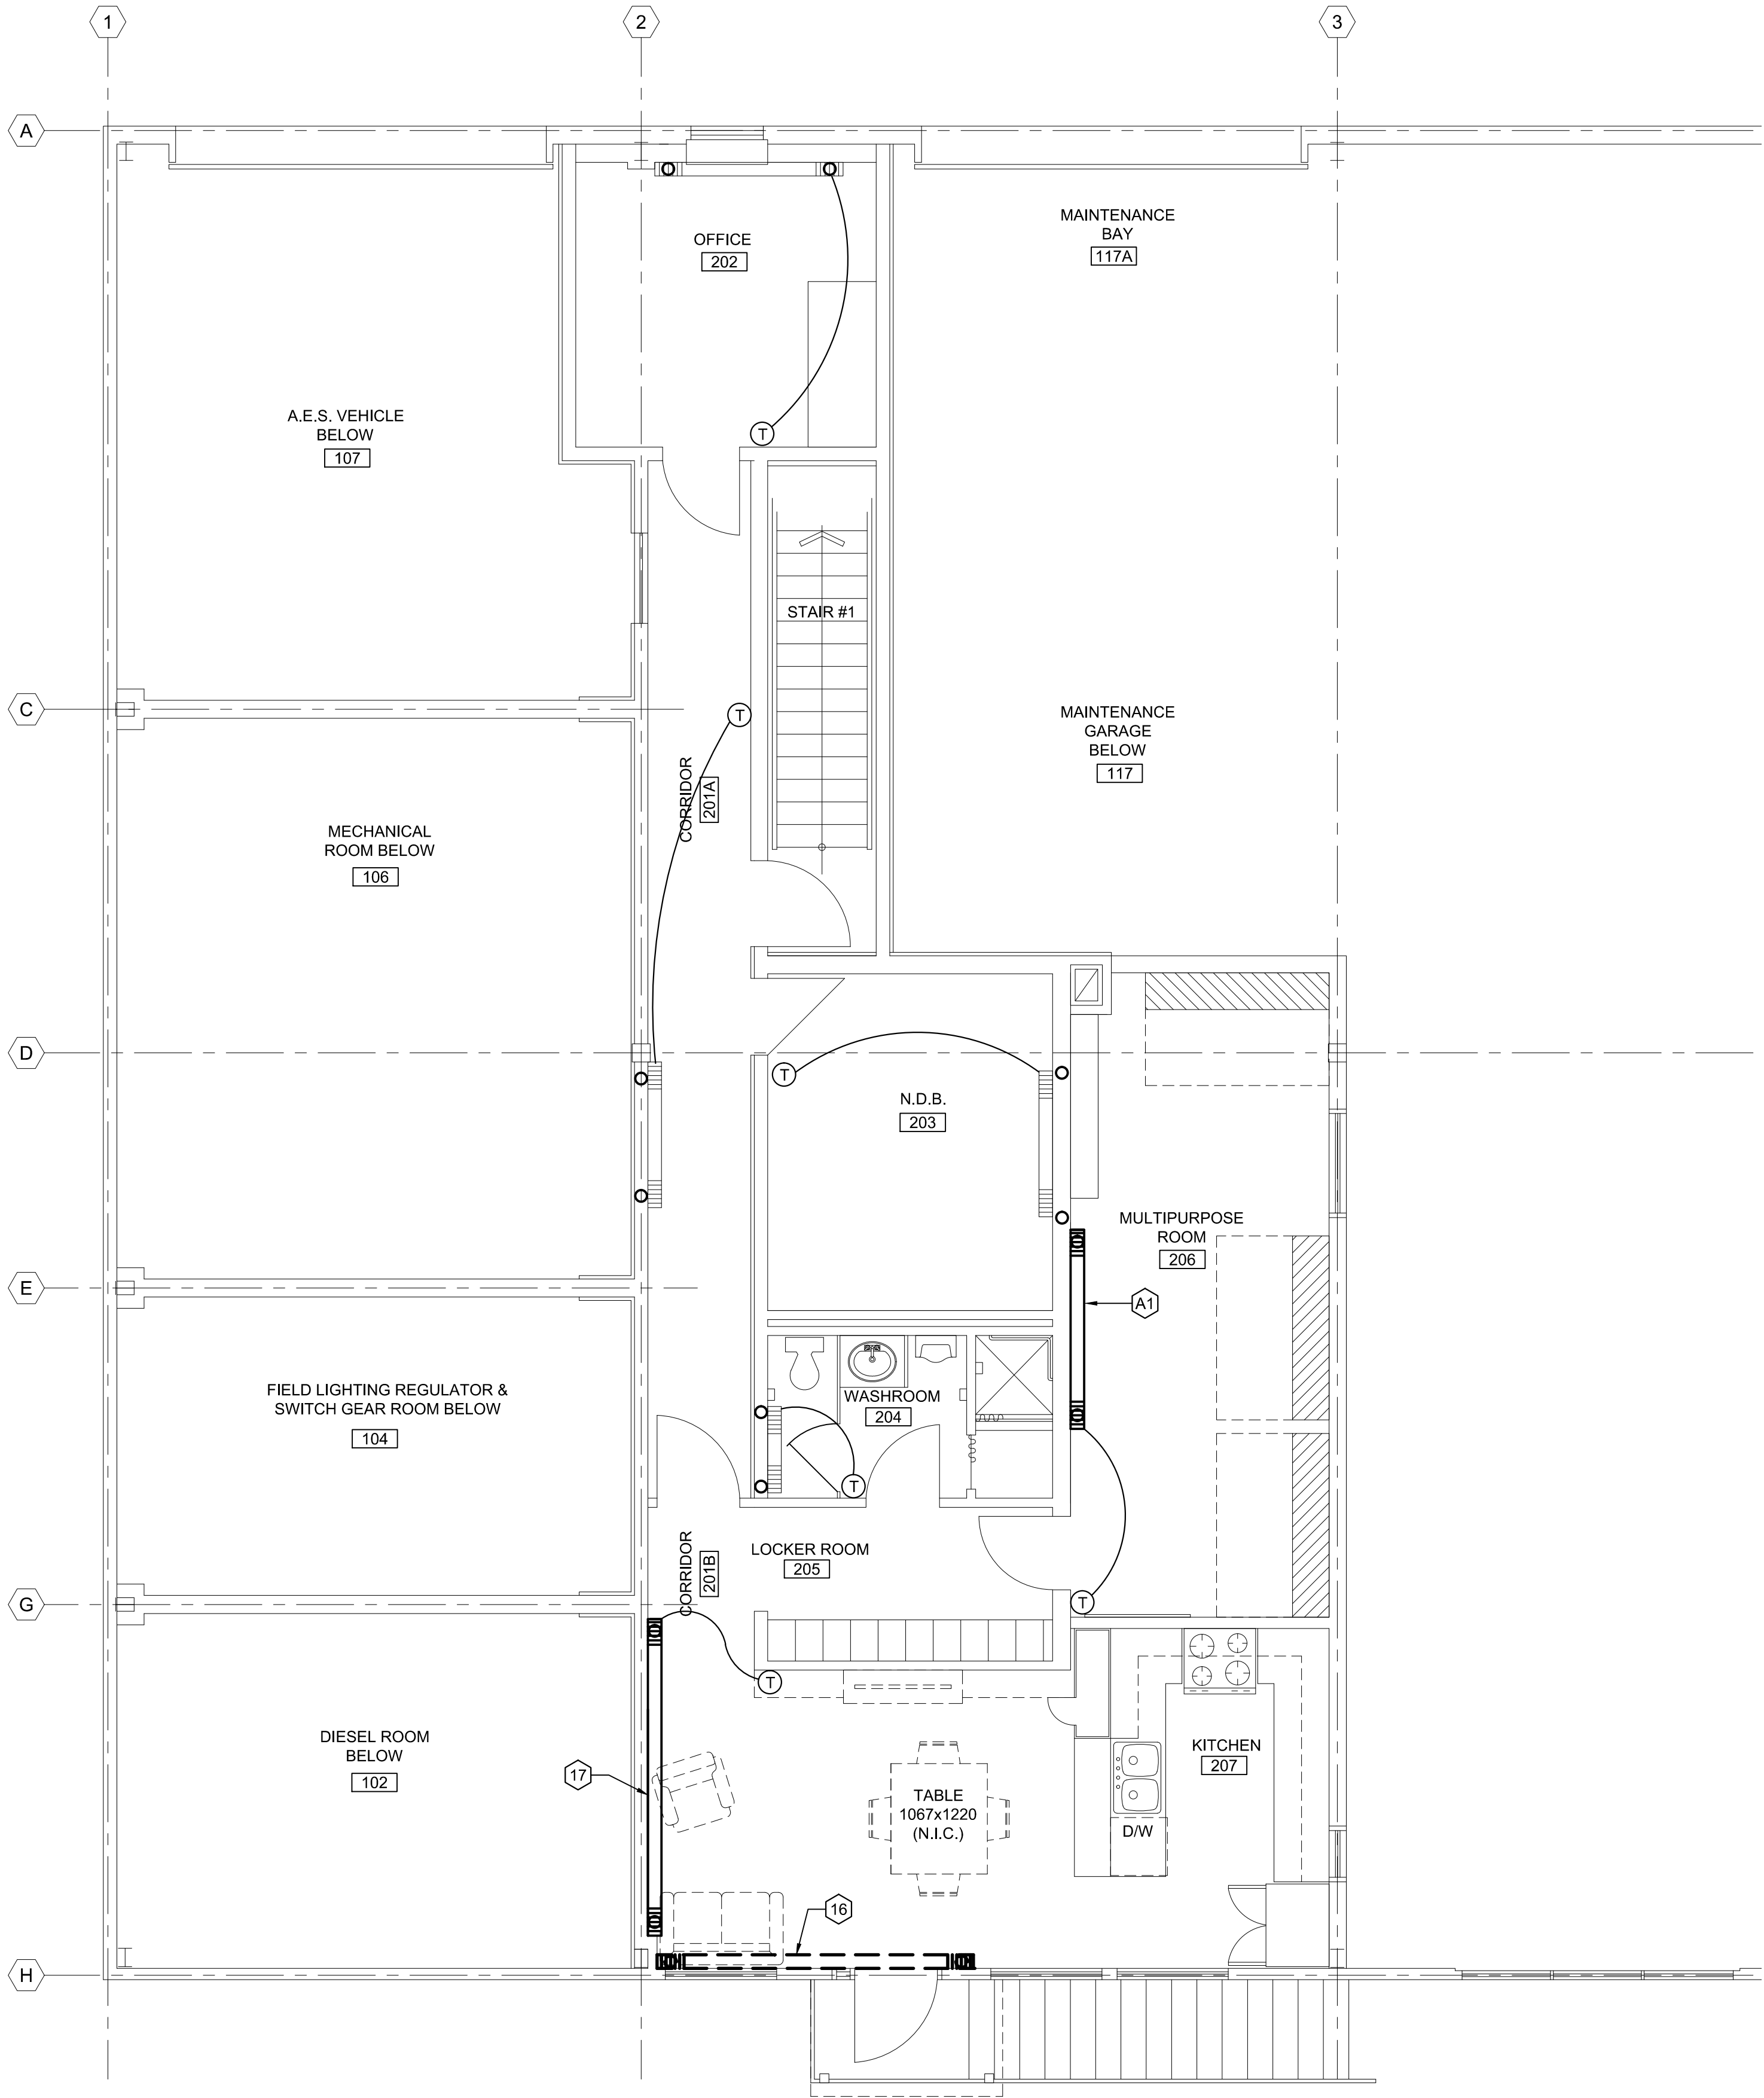 1
2
3
A
OFFICE
202
MAINTENANCE
BAY
117A
A.E.S. VEHICLE
BELOW
107
T
STAIR #1
C
T
CORRIDOR
201A
MAINTENANCE
GARAGE
BELOW
117
MECHANICAL
ROOM BELOW
106
D
T
N.D.B.
203
MULTIPURPOSE
ROOM
206
E
A1
FIELD LIGHTING REGULATOR &
SWITCH GEAR ROOM BELOW
104
WASHROOM
204
T
CORRIDOR
201B
LOCKER ROOM
205
G
T
T
DIESEL ROOM
BELOW
102
17
TABLE
1067x1220
(N.I.C.)
KITCHEN
207
D/W
16
H